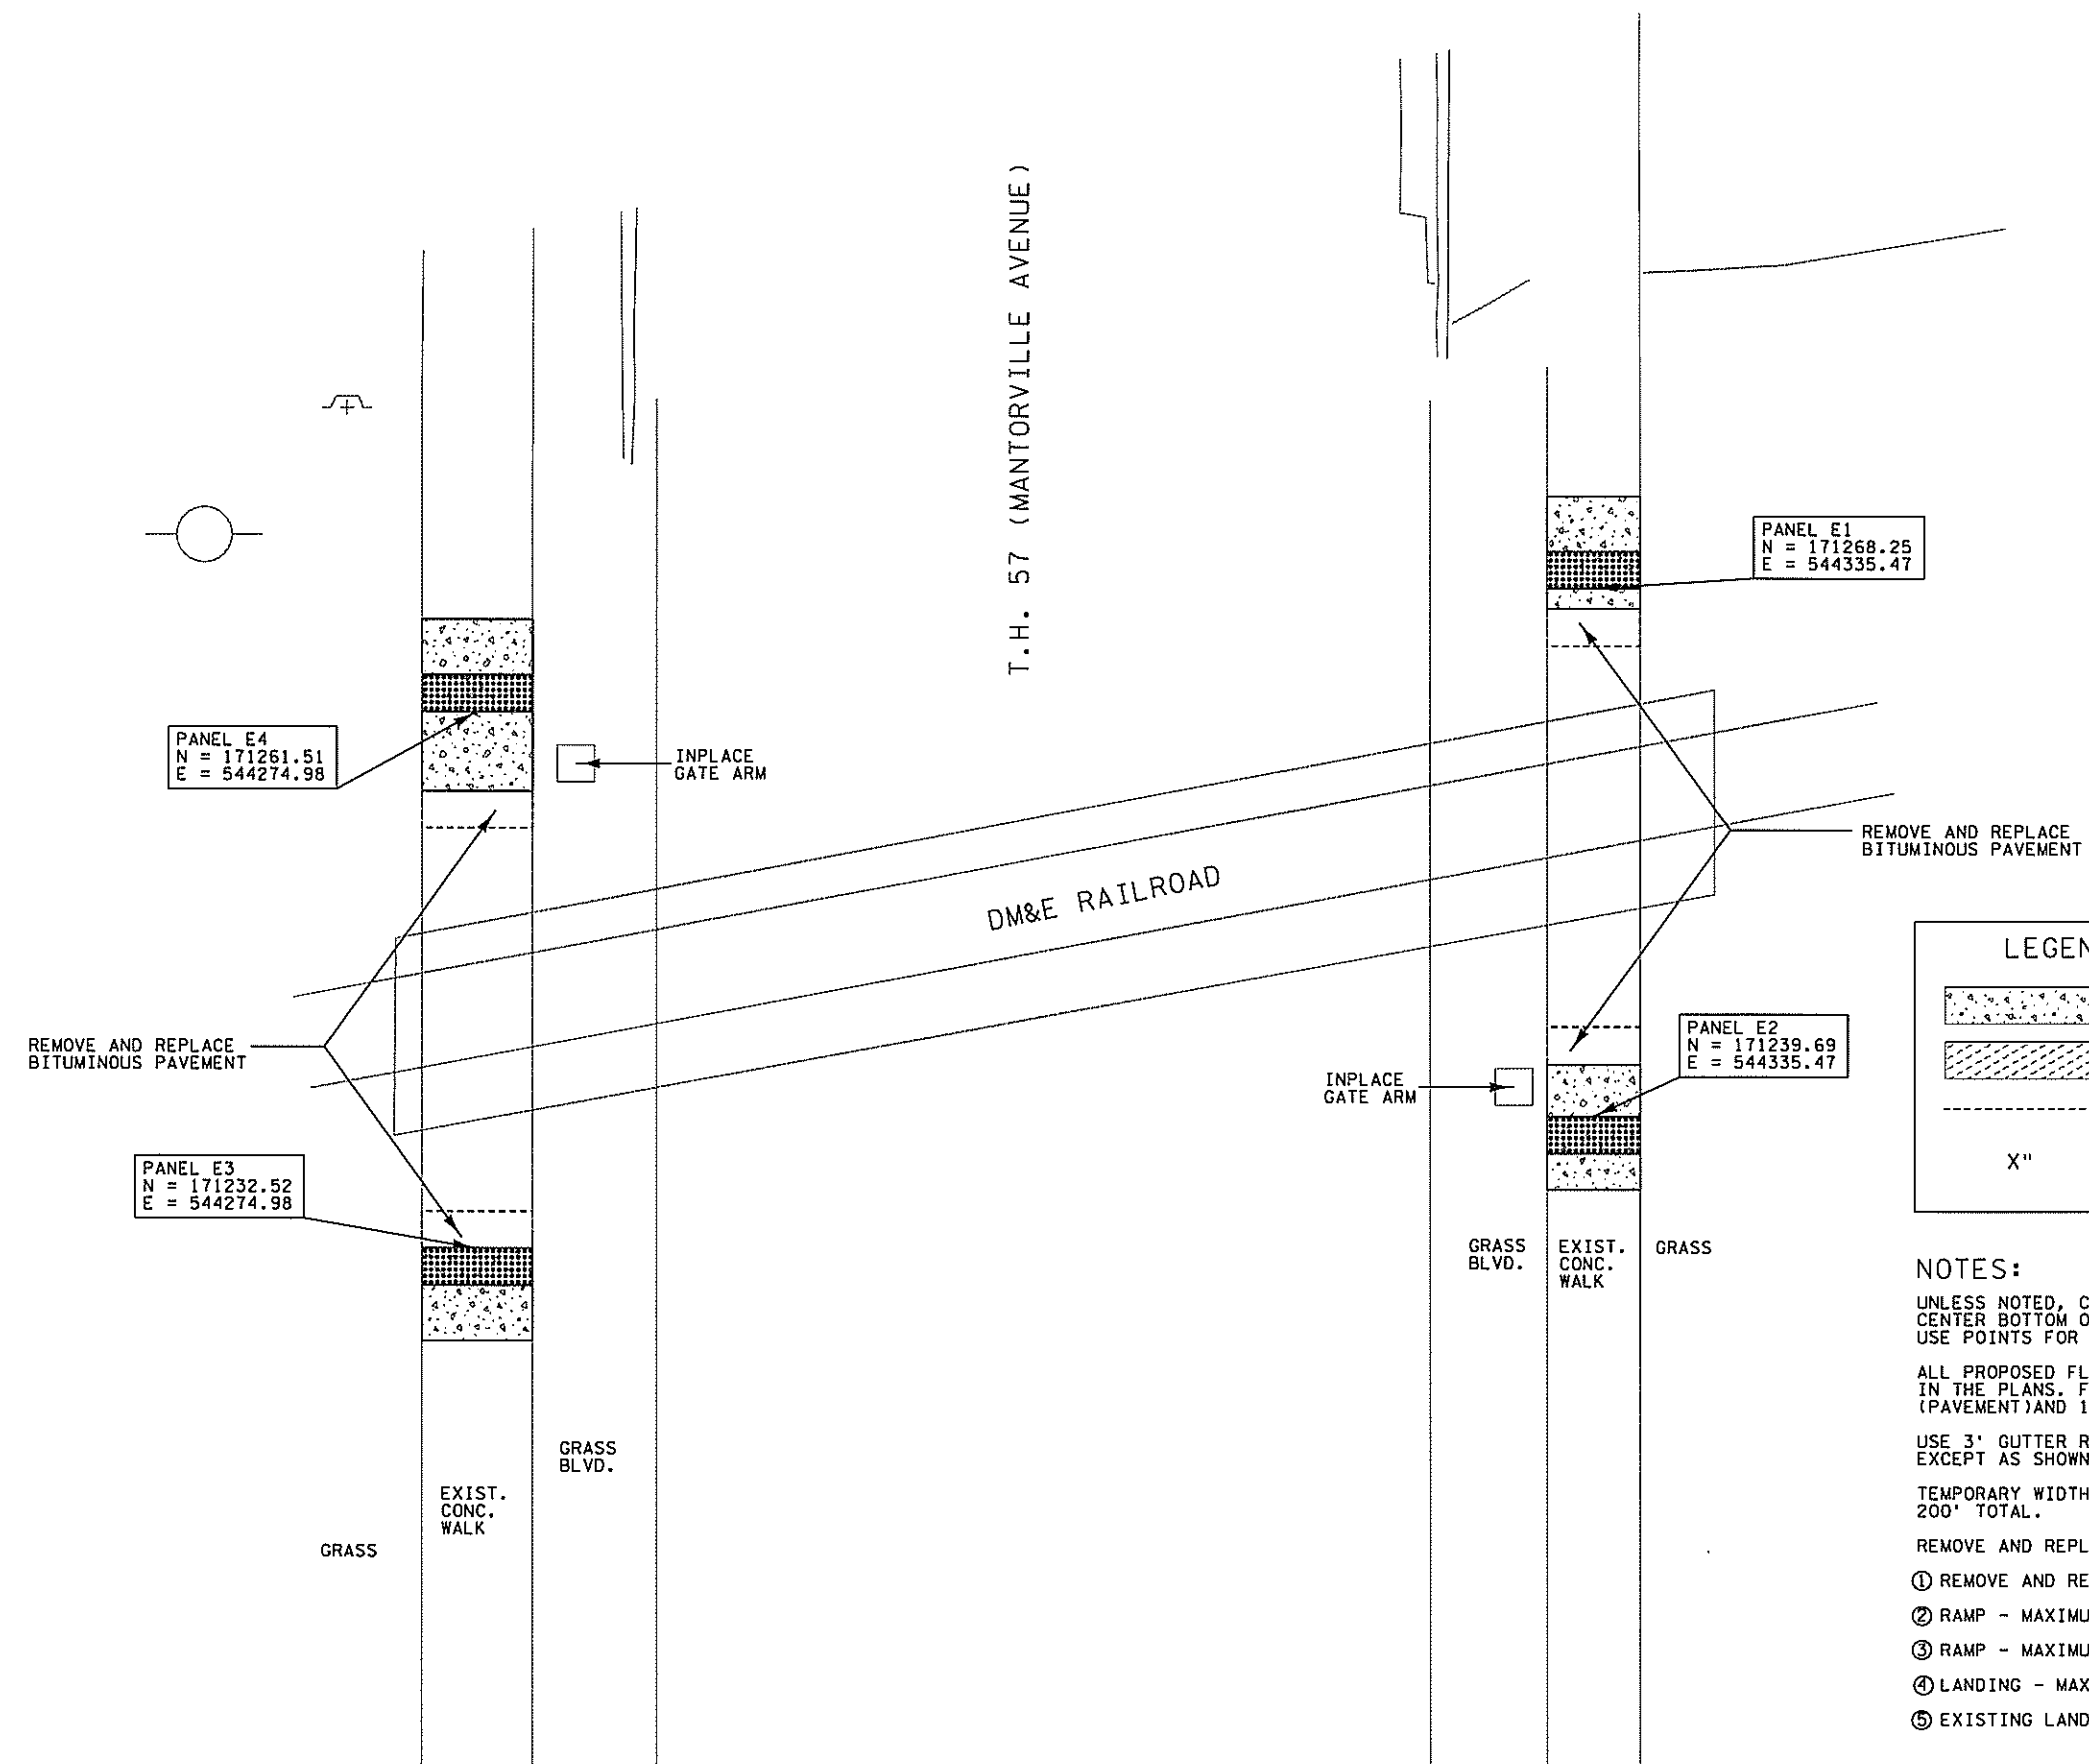 T.H. 57 (MANTORVILLE AVENUE)
PANEL E1
N = 171268.25
E = 544335.47
PANEL E4
N = 171261.51
E = 544274.98
INPLACE
GATE ARM
REMOVE AND REPLACE
BITUMINOUS PAVEMENT
DM&E RAILROAD
LEGEN
PANEL E2
N = 171239.69
E = 544335.47
REMOVE AND REPLACE
BITUMINOUS PAVEMENT
INPLACE
GATE ARM
X"
PANEL E3
N = 171232.52
E = 544274.98
GRASS
BLVD.
EXIST.
CONC.
WALK
GRASS
NOTES:
UNLESS NOTED, C
CENTER BOTTOM O
USE POINTS FOR
ALL PROPOSED FL
IN THE PLANS. F
(PAVEMENT)AND 1
USE 3' GUTTER R
EXCEPT AS SHOWN
TEMPORARY WIDTH
200' TOTAL.
REMOVE AND REPL
① REMOVE AND RE
② RAMP - MAXIMU
③ RAMP - MAXIMU
④ LANDING - MAX
⑤ EXISTING LAND
GRASS
BLVD.
EXIST.
CONC.
WALK
GRASS